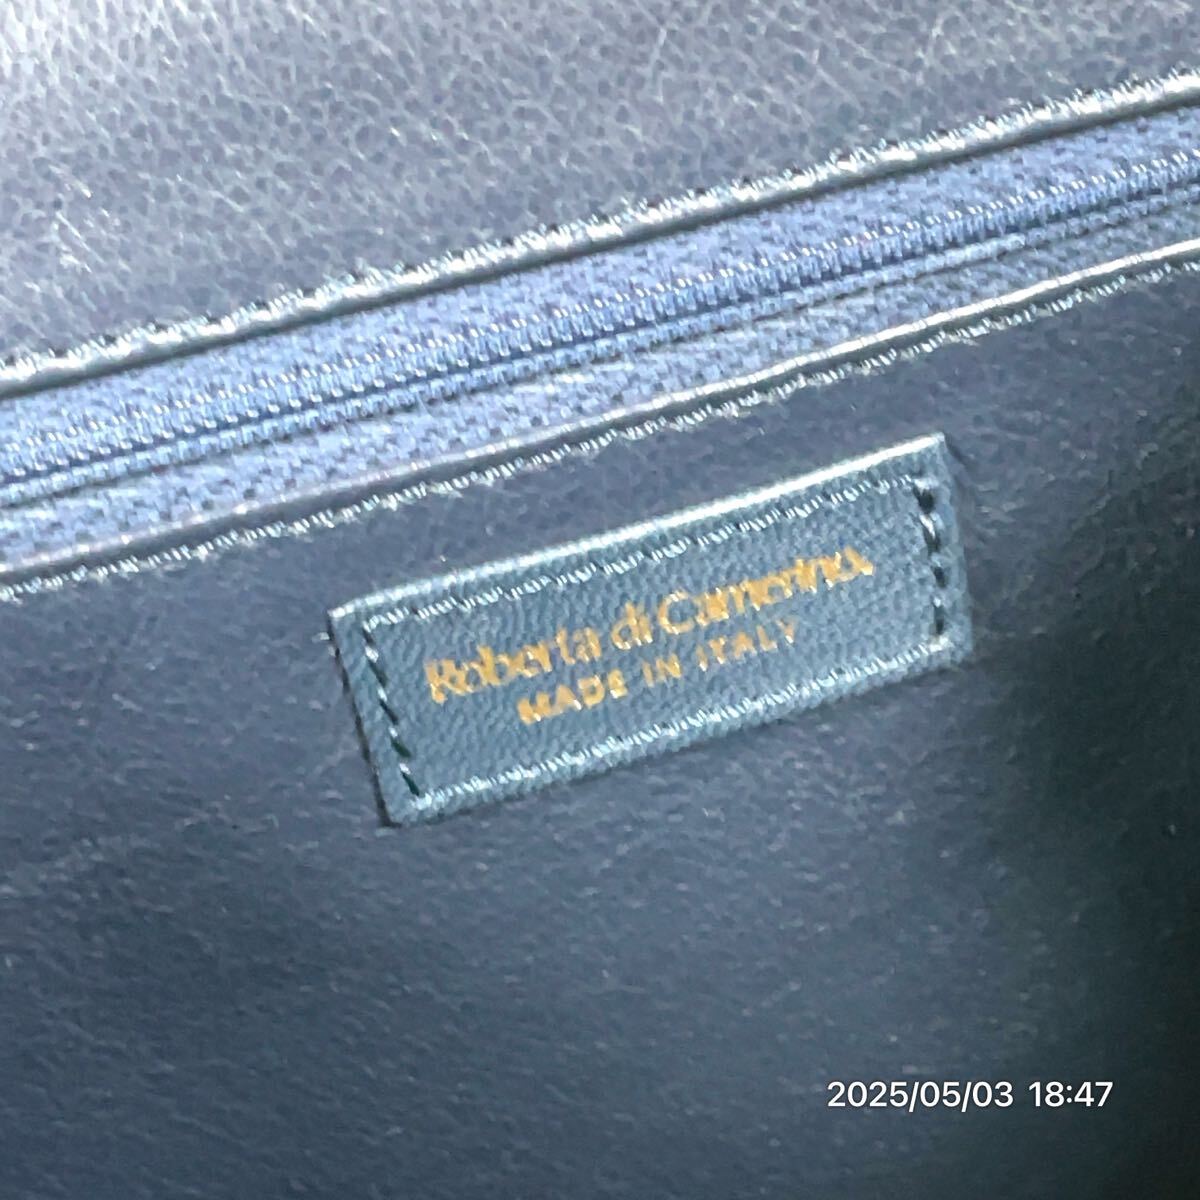 Roberta di Camerino
MADE IN ITALY
2025/05/03 18:47